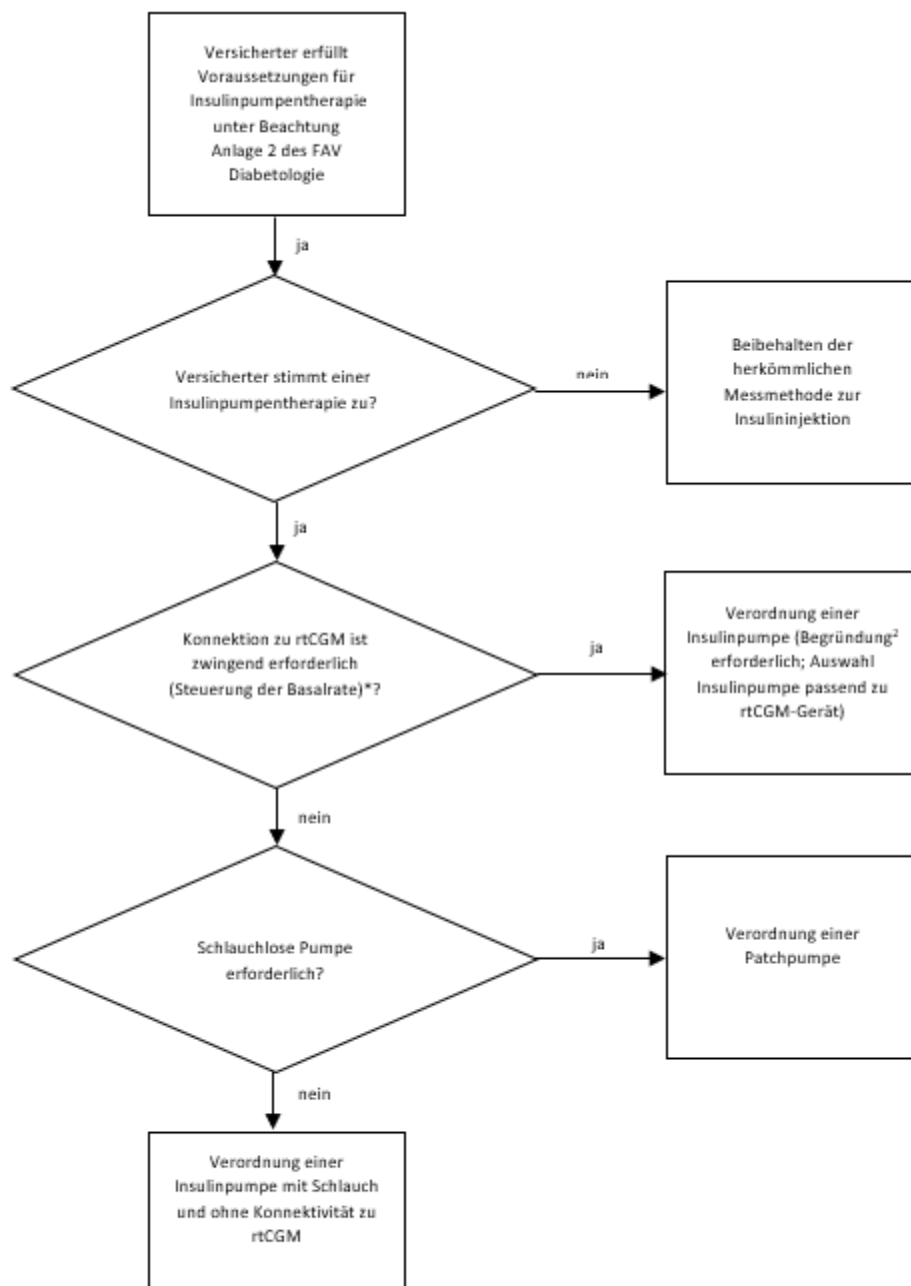 Versicherter erfüllt
Voraussetzungen für
Insulinpumpentherapie
unter Beachtung
Anlage 2 des FAV
Diabetologie
ja
Versicherter stimmt einer
Insulinpumpentherapie zu?
nein
Beibehalten der
herkömmlichen
Messmethode zur
Insulininjektion
ja
Konnektion zu rtCGM ist
zwingend erforderlich
(Steuerung der Basalrate)*?
ja
Verordnung einer
Insulinpumpe (Begründung²
erforderlich; Auswahl
Insulinpumpe passend zu
rtCGM-Gerät)
nein
Schlauchlose Pumpe
erforderlich?
ja
Verordnung einer
Patchpumpe
nein
Verordnung einer
Insulinpumpe mit Schlauch
und ohne Konnektivität zu
rtCGM